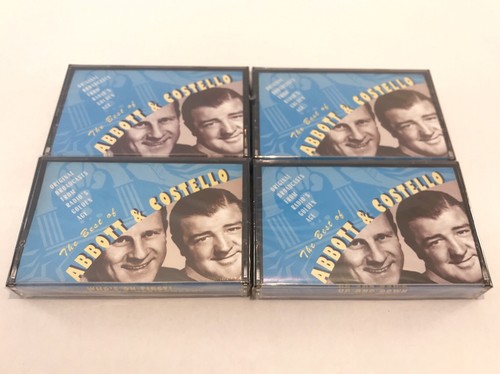 ORIGINAL
BROADCASTS
FROM
RADIO'S
GOLDEN
AGE
The Best of
ABBOTT & COSTELLO
ORIGINAL
BROADCASTS
FROM
RADIO'S
GOLDEN
AGE
The Best of
ABBOTT & COSTELLO
ORIGINAL
BROADCASTS
FROM
RADIO'S
GOLDEN
AGE
The Best of
ABBOTT & COSTELLO
ORIGINAL
BROADCASTS
FROM
RADIO'S
GOLDEN
AGE
The Best of
ABBOTT & COSTELLO